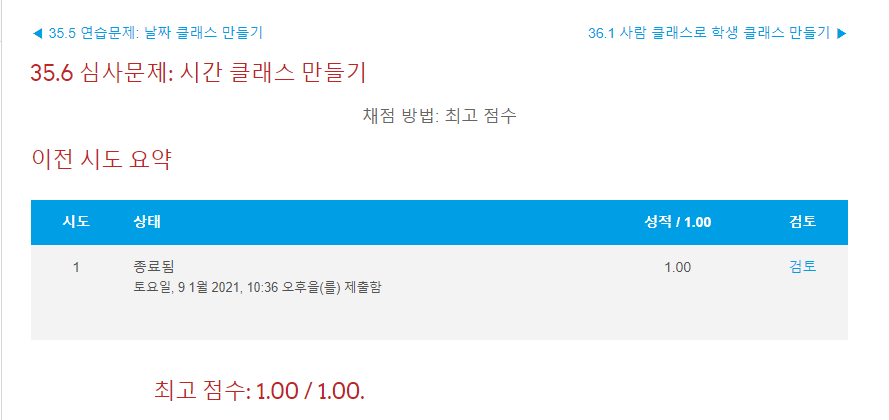 ◀ 35.5 연습문제: 날짜 클래스 만들기
36.1 사람 클래스로 학생 클래스 만들기 ▶
35.6 심사문제: 시간 클래스 만들기
채점 방법: 최고 점수
이전 시도 요약
시도 상태 성적 / 1.00 검토
1 종료됨 1.00 검토
토요일, 9 1월 2021, 10:36 오후을(를) 제출함
최고 점수: 1.00 / 1.00.